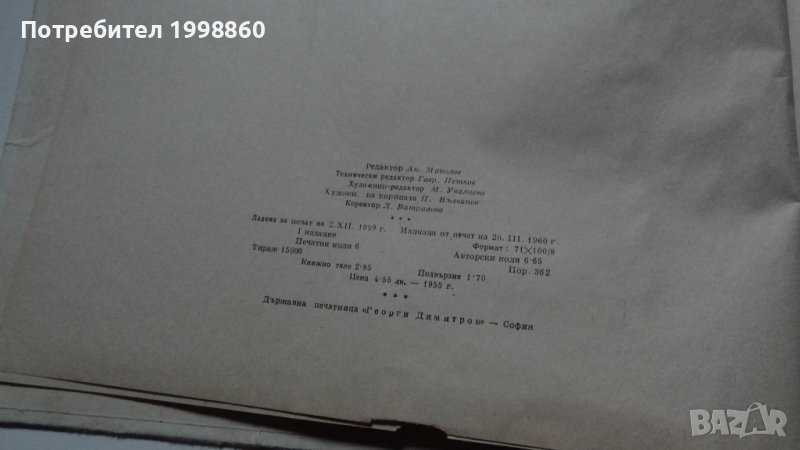 Потребител 1998860
Редактор Ан. Манолов
Технически редактор Гавр. Петков
Художник-редактор М. Увалиева
Художн. на корицата П. Вълчанов
Коректор Л.
* * *
Дадена за печат на 2. XII. 1959 г. Излязла от печат на 20. III. 1960 г.
I издание Формат: 71×100/8
Печатни коли 6 Авторски коли 6·65
Тираж 15000 Пор. 362
Книжно тяло 2·85 Подвързия 1·70
Цена 4·55 лв. — 1955 г.
* * *
Държавна печатница «Георги Димитров» — София
BAZAR